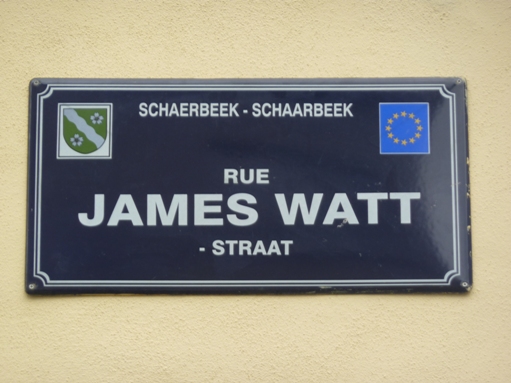 SCHAERBEEK - SCHAARBEEK
RUE
JAMES WATT
- STRAAT